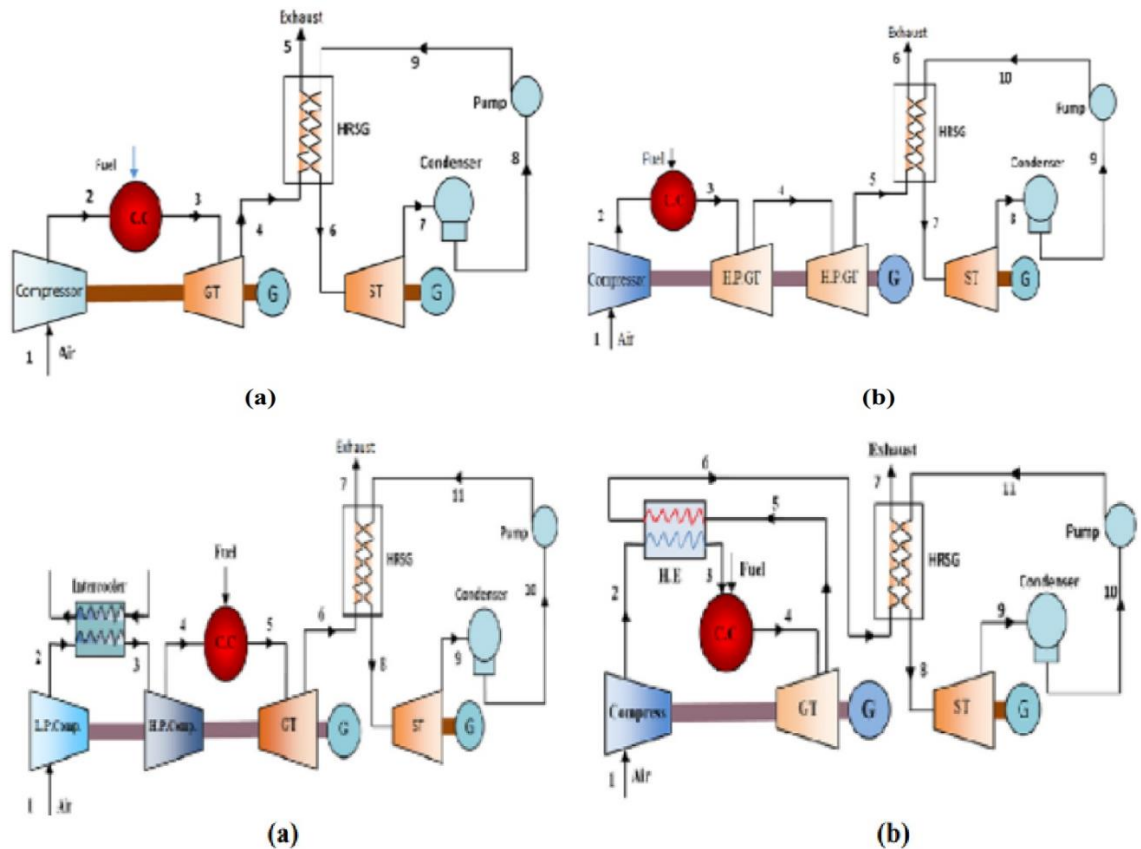 Exhaust
5
9
Pump
HRSG
Fuel
Condenser
8
2
3
C.C
4
6
7
Compressor
GT
G
ST
G
1
Air
(a)
Exhaust
6
10
Pump
HRSG
Fuel
Condenser
9
2
C.C
3
4
5
7
8
Compressor
H.P.GT
H.P.GT
G
ST
G
1
Air
(b)
Exhaust
7
11
Pump
HRSG
Fuel
Intercooler
Condenser
10
2
3
4
C.C
5
6
8
9
L.P.Comp.
H.P.Comp.
GT
G
ST
G
1
Air
(a)
6
Exhaust
7
11
5
Pump
HRSG
H.E
Fuel
Condenser
2
3
C.C
4
9
10
8
Compress
GT
G
ST
G
1
Air
(b)